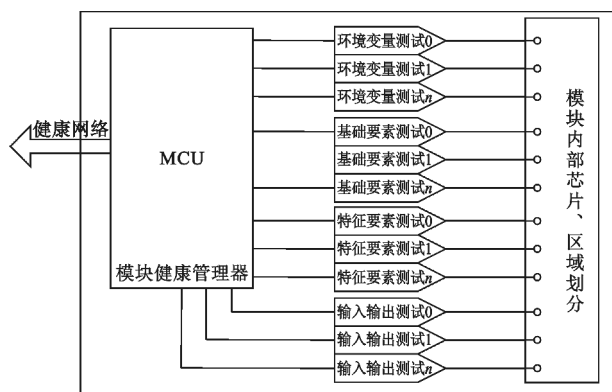 健康网络
MCU
模块健康管理器
环境变量测试0
环境变量测试1
环境变量测试n
基础要素测试0
基础要素测试1
基础要素测试n
特征要素测试0
特征要素测试1
特征要素测试n
输入输出测试0
输入输出测试1
输入输出测试n
模块内部芯片、区域划分